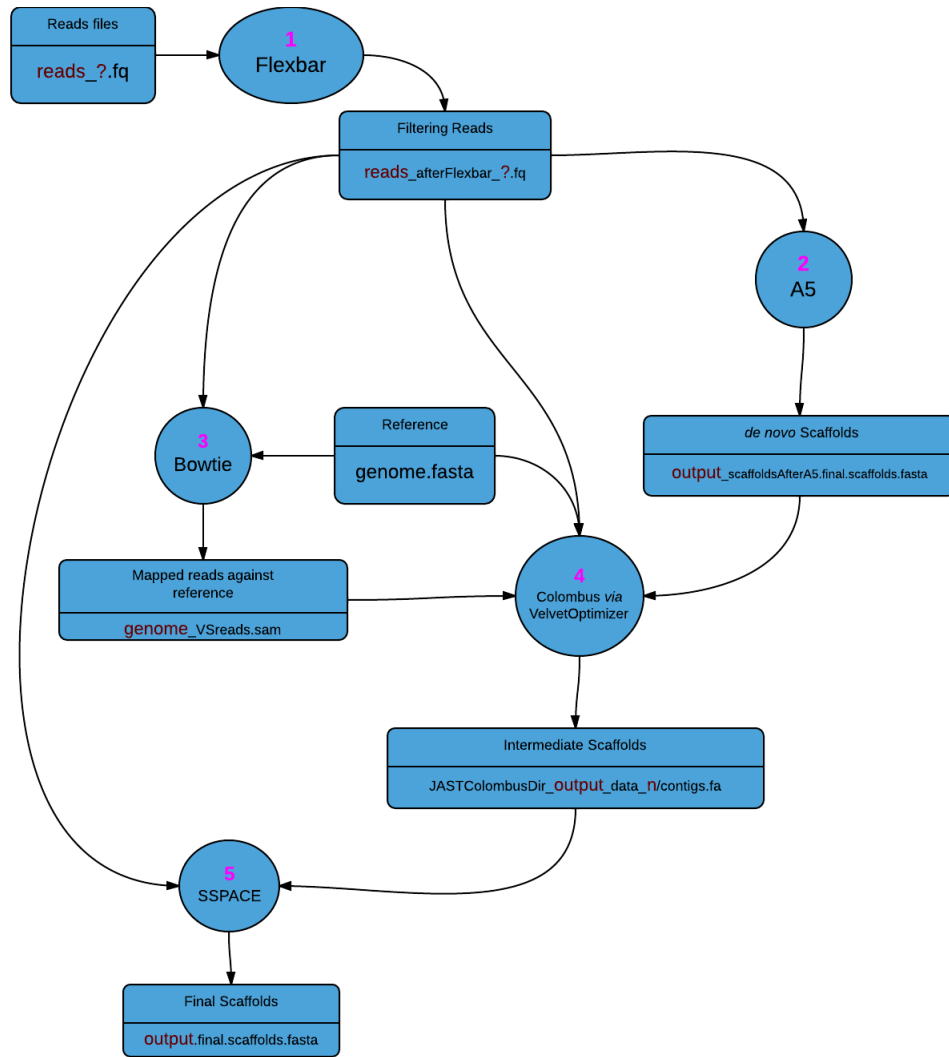 Reads files
reads_?.fq
1
Flexbar
Filtering Reads
reads_afterFlexbar_?.fq
2
A5
3
Bowtie
Reference
genome.fasta
de novo Scaffolds
output_scaffoldsAfterA5.final.scaffolds.fasta
Mapped reads against
reference
genome_VSreads.sam
4
Colombus via
VelvetOptimizer
Intermediate Scaffolds
JASTColombusDir_output_data_n/contigs.fa
5
SSPACE
Final Scaffolds
output.final.scaffolds.fasta